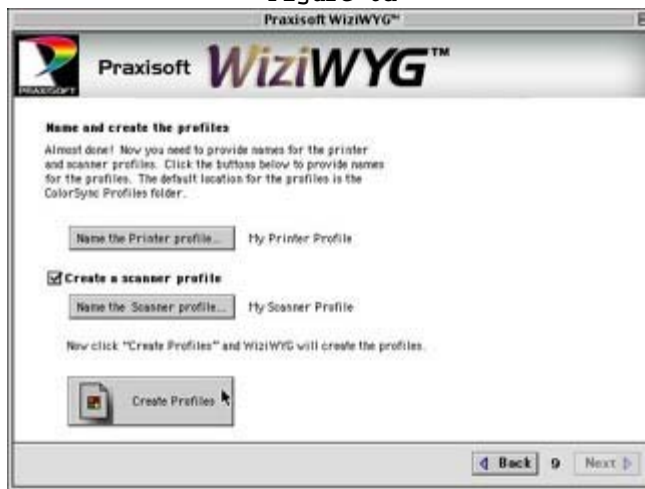 Praxisoft WiziWYG™
PRAXISOFT
Praxisoft WiziWYG™
Name and create the profiles
Almost done! Now you need to provide names for the printer
and scanner profiles. Click the buttons below to provide names
for the profiles. The default location for the profiles is the
ColorSync Profiles folder.
Name the Printer profile... My Printer Profile
Create a scanner profile
Name the Scanner profile... My Scanner Profile
Now click "Create Profiles" and WiziWYG will create the profiles.
Create Profiles
Back 9 Next